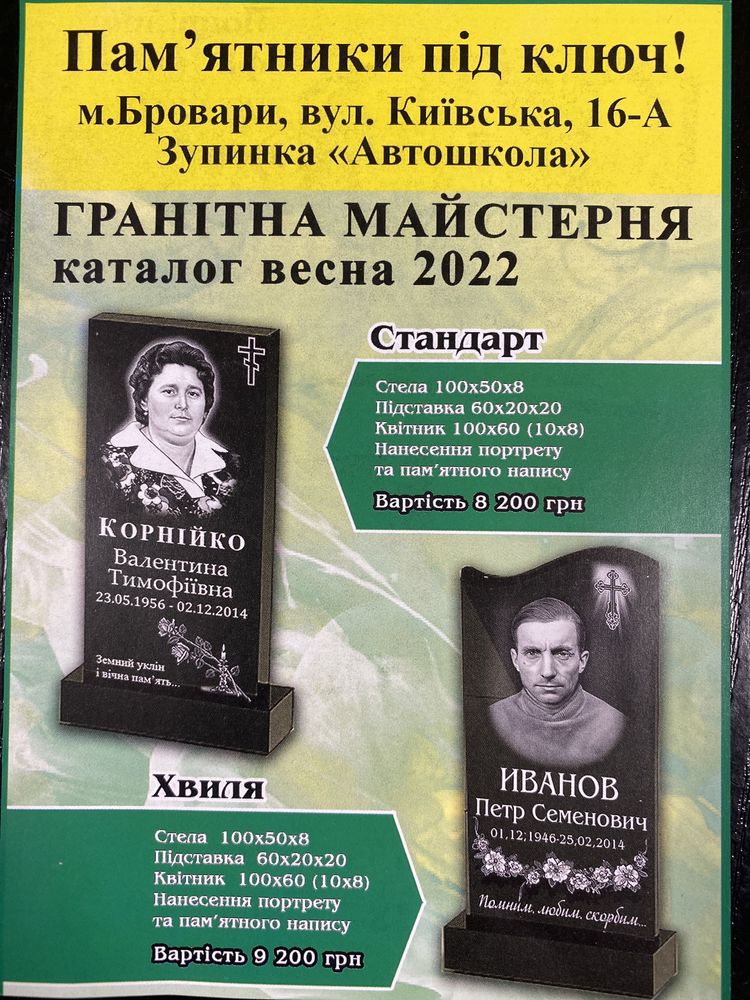 Пам’ятники під ключ!
м.Бровари, вул. Київська, 16-А
Зупинка «Автошкола»
ГРАНІТНА МАЙСТЕРНЯ
каталог весна 2022
Стандарт
Стела 100х50х8
Підставка 60х20х20
Квітник 100х60 (10х8)
Нанесення портрету
та пам’ятного напису
Вартість 8 200 грн
КОРНІЙКО
Валентина
Тимофіївна
23.05.1956 - 02.12.2014
Земний уклін
і вічна пам’ять...
ИВАНОВ
Петр Семенович
01,12;1946-25,02,2014
Помним, любим, скорбим...
Хвиля
Стела 100х50х8
Підставка 60х20х20
Квітник 100х60 (10х8)
Нанесення портрету
та пам’ятного напису
Вартість 9 200 грн